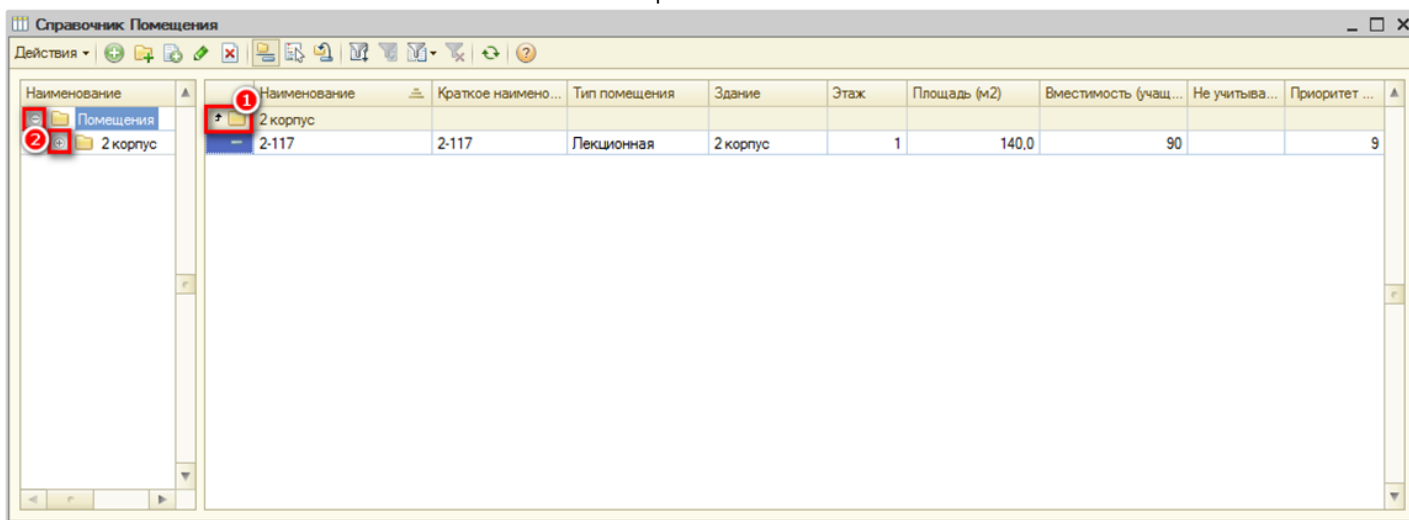 Справочник Помещения
Действия
Наименование Наименование Краткое наимено... Тип помещения Здание Этаж Площадь (м2) Вместимость (учащ... Не учитыва... Приоритет ...
1
Помещения 2 корпус
2 2 корпус 2-117 2-117 Лекционная 2 корпус 1 140,0 90 9